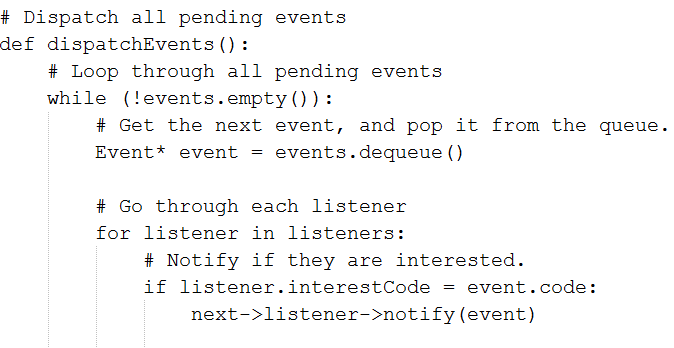 # Dispatch all pending events
def dispatchEvents():
    # Loop through all pending events
    while (!events.empty()):
        # Get the next event, and pop it from the queue.
        Event* event = events.dequeue()

        # Go through each listener
        for listener in listeners:
            # Notify if they are interested.
            if listener.interestCode = event.code:
                next->listener->notify(event)